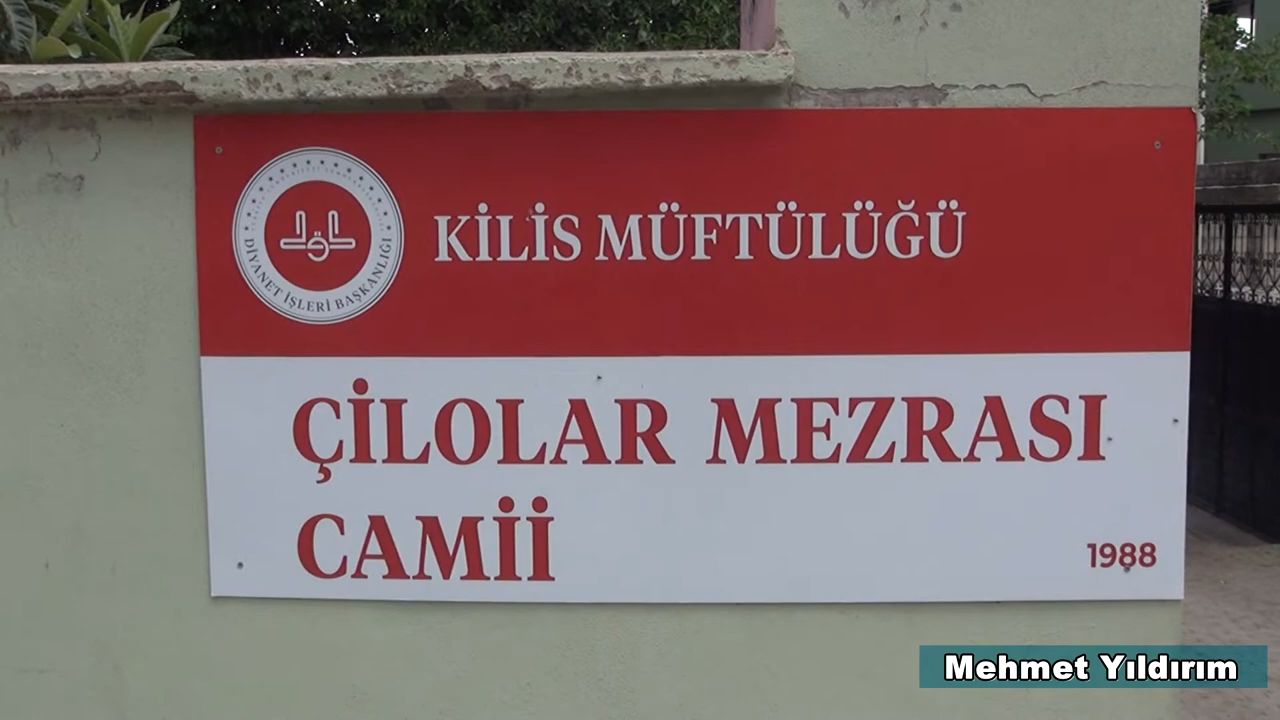 KİLİS MÜFTÜLÜĞÜ
DİYANET İŞLERİ BAŞKANLIĞI
ÇİLOLAR MEZRASI
CAMİİ
1988
Mehmet Yıldırım